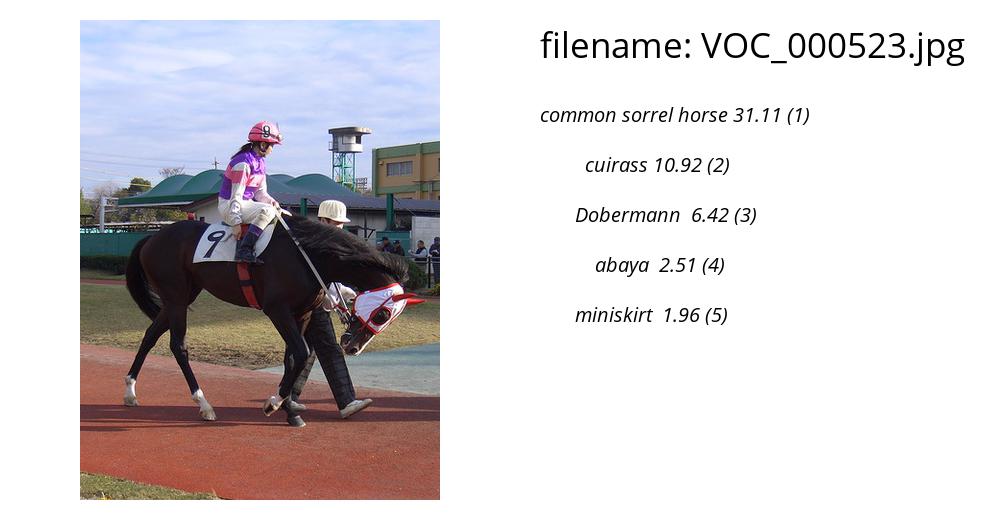 filename: VOC_000523.jpg
common sorrel horse 31.11 (1)
cuirass 10.92 (2)
Dobermann 6.42 (3)
abaya 2.51 (4)
miniskirt 1.96 (5)
9
9